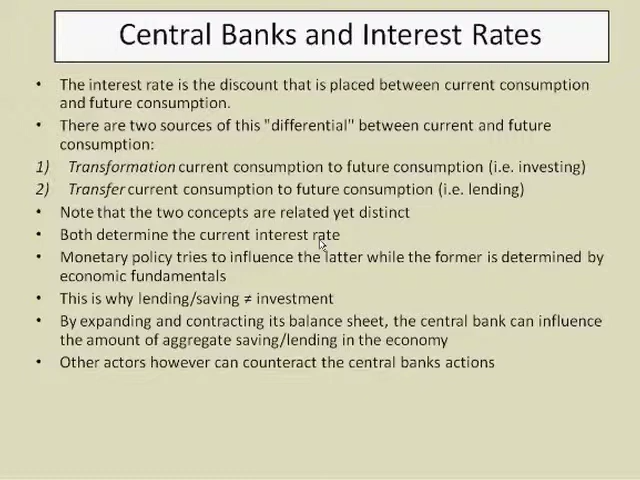 Central Banks and Interest Rates
• The interest rate is the discount that is placed between current consumption
and future consumption.
• There are two sources of this "differential" between current and future
consumption:
1) Transformation current consumption to future consumption (i.e. investing)
2) Transfer current consumption to future consumption (i.e. lending)
• Note that the two concepts are related yet distinct
• Both determine the current interest rate
• Monetary policy tries to influence the latter while the former is determined by
economic fundamentals
• This is why lending/saving ≠ investment
• By expanding and contracting its balance sheet, the central bank can influence
the amount of aggregate saving/lending in the economy
• Other actors however can counteract the central banks actions